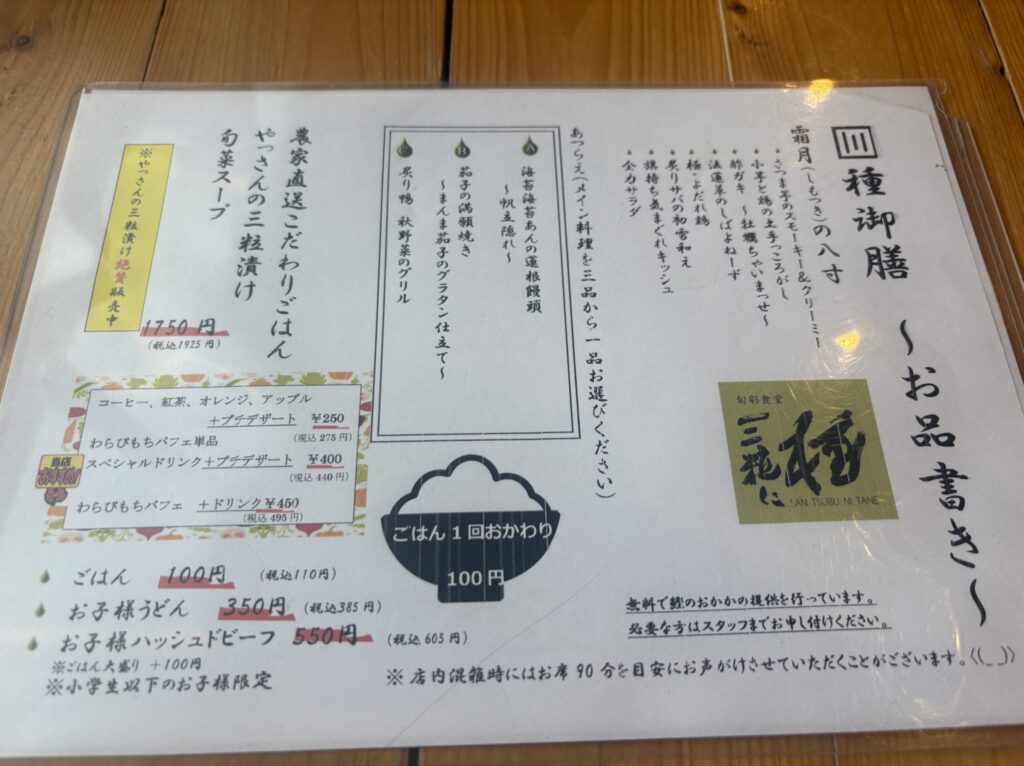 三種御膳 〜お品書き〜
霜月(しもつき)の八寸
さつま芋のスモーキー&クリーミー
小芋と鶏の土手っころがし
酢ガキ 〜牡蠣ちゃいまっせ〜
法蓮草のしばよねーず
極・よだれ鶏
炙りサバの初雪和え
旗持ち気まぐれキッシュ
全力サラダ
旬彩食堂
三粒に種
SAN TSUBU NI TANE
あつらえ(メイン料理を三品から一品お選びください)
A
海苔海苔あんの蓮根饅頭
〜帆立隠れ〜
B
茄子の満願焼き
〜まんま茄子のグラタン仕立て〜
C
炙り鴨 秋野菜のグリル
農家直送こだわりごはん
やっさんの三粒漬け
旬菜スープ
※やっさんの三粒漬け絶賛販売中
1750円
(税込1925円)
コーヒー、紅茶、オレンジ、アップル
+プチデザート ¥250
(税込 275円)
わらびもちパフェ単品
スペシャルドリンク+プチデザート ¥400
(税込 440円)
当店
おすすめ!
わらびもちパフェ +ドリンク¥450
(税込 495円)
ごはん1回おかわり
100円
ごはん 100円 (税込110円)
お子様うどん 350円 (税込385円)
お子様ハッシュドビーフ 550円 (税込605円)
※ごはん大盛り +100円
※小学生以下のお子様限定
無料で鰹のおかかの提供を行っています。
必要な方はスタッフまでお申し付けください。
※店内混雑時にはお席90分を目安にお声がけさせていただくことがございます。<(_ _)>